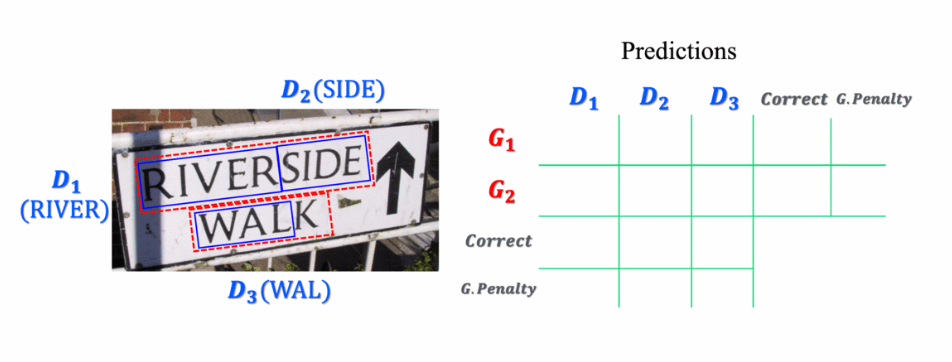 Predictions
D₁ D₂ D₃ Correct G.Penalty
G₁
G₂
Correct
G.Penalty
D₂(SIDE)
D₁
(RIVER)
RIVERSIDE
WALK
D₃(WAL)